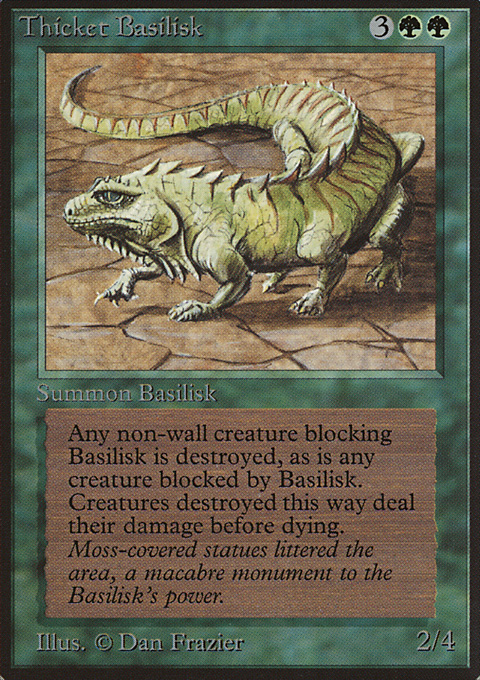 Thicket Basilisk 3
Summon Basilisk
Any non-wall creature blocking
Basilisk is destroyed, as is any
creature blocked by Basilisk.
Creatures destroyed this way deal
their damage before dying.
Moss-covered statues littered the
area, a macabre monument to the
Basilisk's power.
Illus. © Dan Frazier 2/4